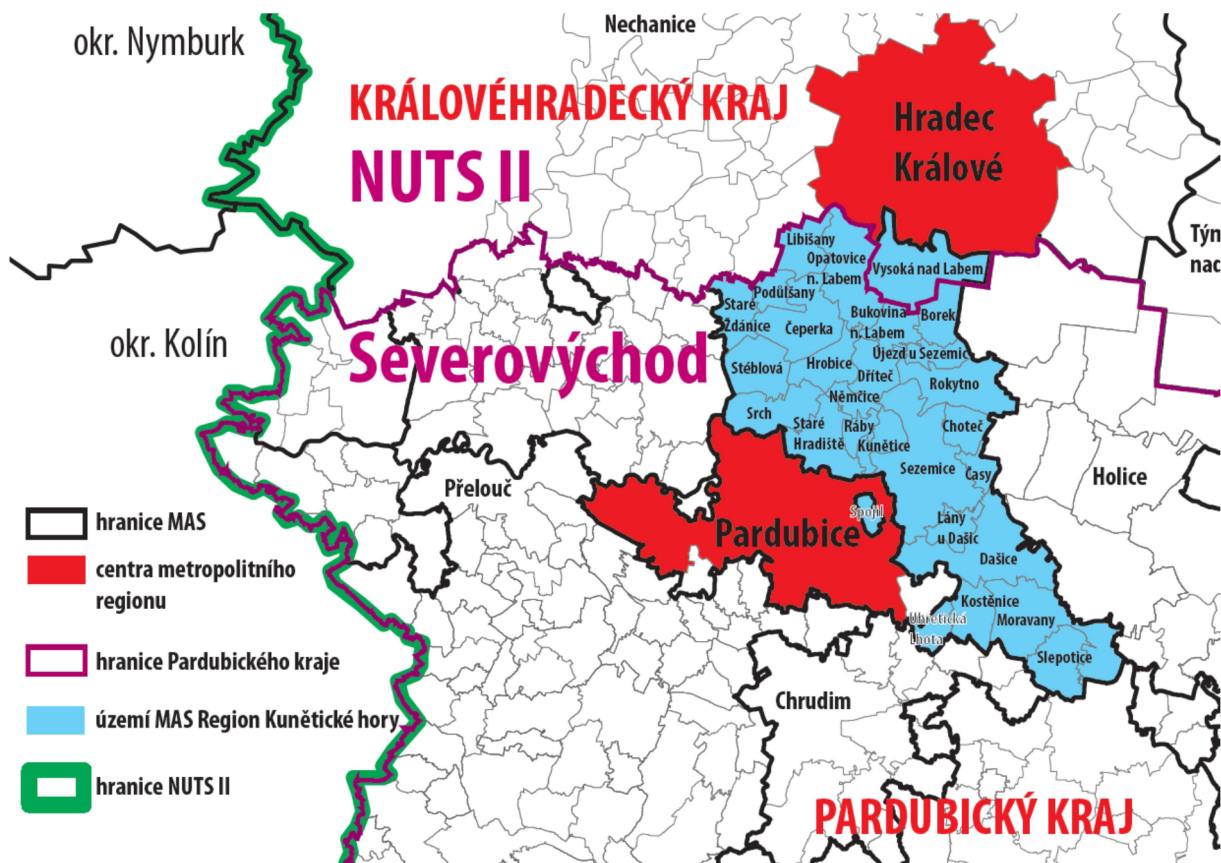 okr. Nymburk
Nechanice
KRÁLOVÉHRADECKÝ KRAJ
NUTS II
Hradec
Králové
Týn
nac
Libišany
Opatovice
n. Labem
Vysoká nad Labem
Podůlšany
Staré
Ždánice
Čeperka
Bukovina
n. Labem
Borek
okr. Kolín
Severovýchod
Stéblová
Hrobice
Újezd u Sezemic
Dříteč
Rokytno
Němčice
Srch
Staré
Hradiště
Ráby
Kunětice
Choteč
Sezemice
Časy
Holice
Přelouč
Spojil
Pardubice
Lány
u Dašic
Dašice
Kostěnice
Moravany
Uhřetická
Lhota
Slepotice
Chrudim
PARDUBICKÝ KRAJ
hranice MAS
centra metropolitního
regionu
hranice Pardubického kraje
území MAS Region Kunětické hory
hranice NUTS II